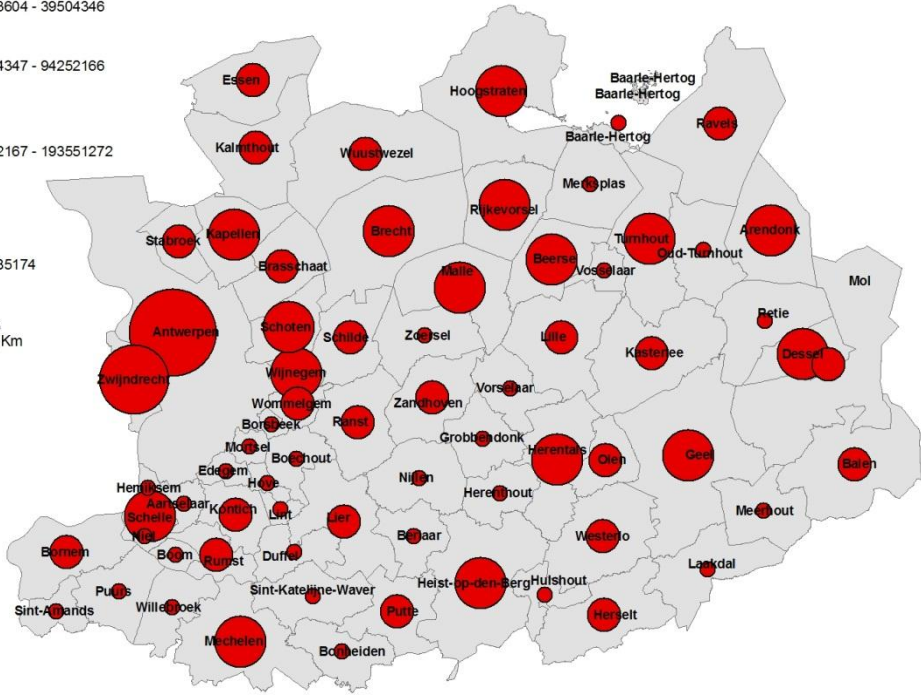 3604 - 39504346
Essen
Baarle-Hertog
Baarle-Hertog
Hoogstraten
4347 - 94252166
Baarle-Hertog
Ravels
Kalmthout
Wuustwezel
2167 - 193551272
Merksplas
Rijkevorsel
Kapellen
Stabroek
Brecht
Turnhout
Arendonk
Oud-Turnhout
Beerse
35174
Brasschaat
Malle
Vosselaar
Mol
Retie
Km
Antwerpen
Schoten
Schilde
Zoersel
Lille
Kasterlee
Dessel
Zwijndrecht
Wijnegem
Vorselaar
Wommelgem
Zandhoven
Borsbeek
Ranst
Grobbendonk
Mortsel
Boechout
Herentals
Olen
Geel
Balen
Edegem
Hove
Nijlen
Hemiksem
Herenthout
Aartselaar
Schelle
Kontich
Lint
Lier
Meerhout
Niel
Berlaar
Westerlo
Bornem
Boom
Rumst
Duffel
Laakdal
Heist-op-den-Berg
Hulshout
Puurs
Sint-Katelijne-Waver
Sint-Amands
Willebroek
Putte
Herselt
Mechelen
Bonheiden